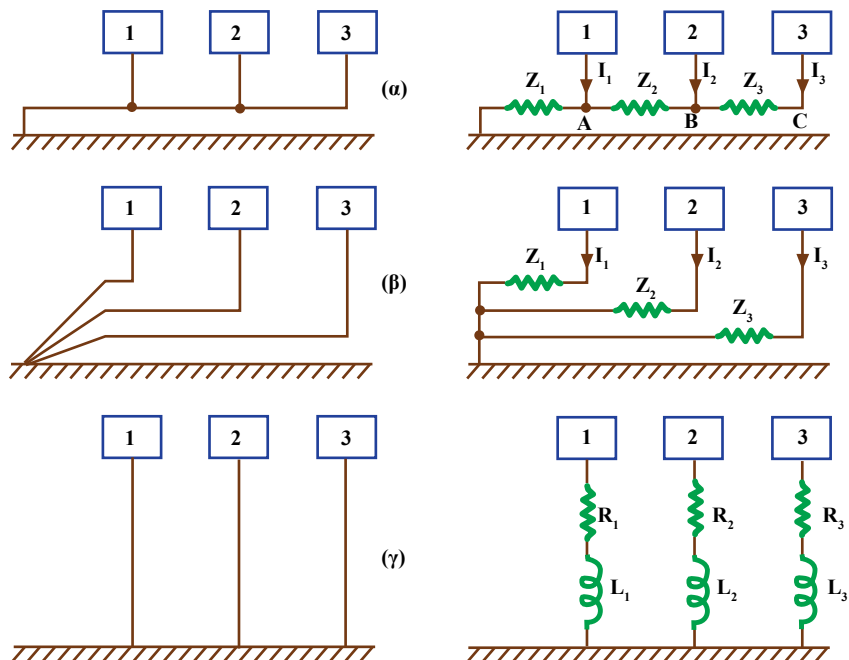 1 2 3 1 2 3
I₁ I₂ I₃
(α) Z₁ Z₂ Z₃
A B C
1 2 3 1 2 3
Z₁ I₁ I₂ I₃
(β) Z₂
Z₃
1 2 3 1 2 3
R₁ R₂ R₃
(γ)
L₁ L₂ L₃